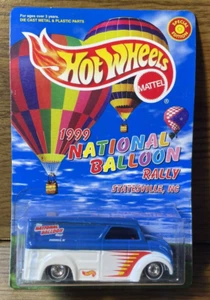 For ages over 3 years.
DIE CAST METAL & PLASTIC PARTS
SPECIAL
HOT WHEELS
MATTEL
1999
NATIONAL
BALLOON
RALLY
STATESVILLE, NC